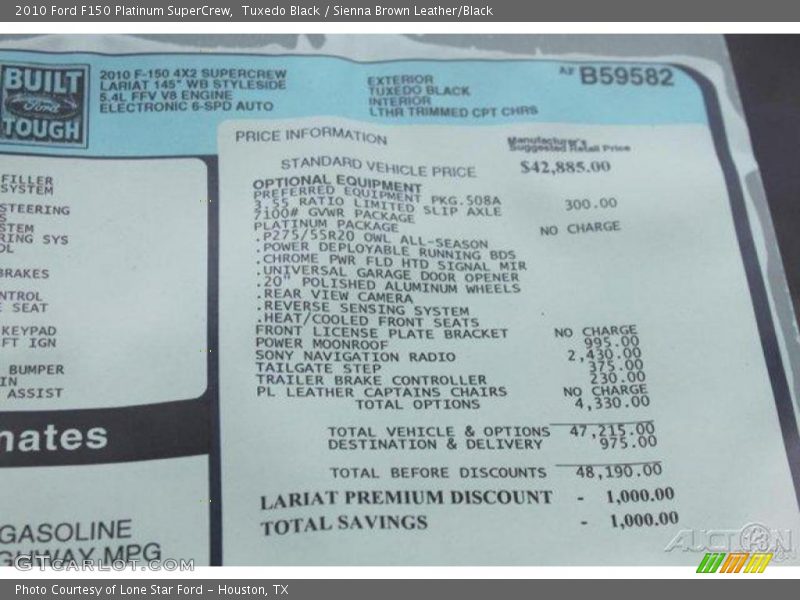 2010 Ford F150 Platinum SuperCrew, Tuxedo Black / Sienna Brown Leather/Black
BUILT
Ford
TOUGH
2010 F-150 4X2 SUPERCREW
LARIAT 145" WB STYLESIDE
5.4L FFV V8 ENGINE
ELECTRONIC 6-SPD AUTO
EXTERIOR
TUXEDO BLACK
INTERIOR
LTHR TRIMMED CPT CHRS
B59582
FILLER
SYSTEM
STEERING
S
STEM
RING SYS
OL
BRAKES
NTROL
E SEAT
KEYPAD
FT IGN
BUMPER
IN
ASSIST
mates
GASOLINE
GHWAY MPG
PRICE INFORMATION
Manufacturer's
Suggested Retail Price
STANDARD VEHICLE PRICE $42,885.00
OPTIONAL EQUIPMENT
PREFERRED EQUIPMENT PKG.508A
3.55 RATIO LIMITED SLIP AXLE 300.00
7100# GVWR PACKAGE
PLATINUM PACKAGE NO CHARGE
.P275/55R20 OWL ALL-SEASON
.POWER DEPLOYABLE RUNNING BDS
.CHROME PWR FLD HTD SIGNAL MIR
.UNIVERSAL GARAGE DOOR OPENER
.20" POLISHED ALUMINUM WHEELS
.REAR VIEW CAMERA
.REVERSE SENSING SYSTEM
.HEAT/COOLED FRONT SEATS
FRONT LICENSE PLATE BRACKET NO CHARGE
POWER MOONROOF 995.00
SONY NAVIGATION RADIO 2,430.00
TAILGATE STEP 375.00
TRAILER BRAKE CONTROLLER 230.00
PL LEATHER CAPTAINS CHAIRS NO CHARGE
TOTAL OPTIONS 4,330.00
TOTAL VEHICLE & OPTIONS 47,215.00
DESTINATION & DELIVERY 975.00
TOTAL BEFORE DISCOUNTS 48,190.00
LARIAT PREMIUM DISCOUNT - 1,000.00
TOTAL SAVINGS - 1,000.00
AUCTION 123
GTcarlot.com
Photo Courtesy of Lone Star Ford - Houston, TX